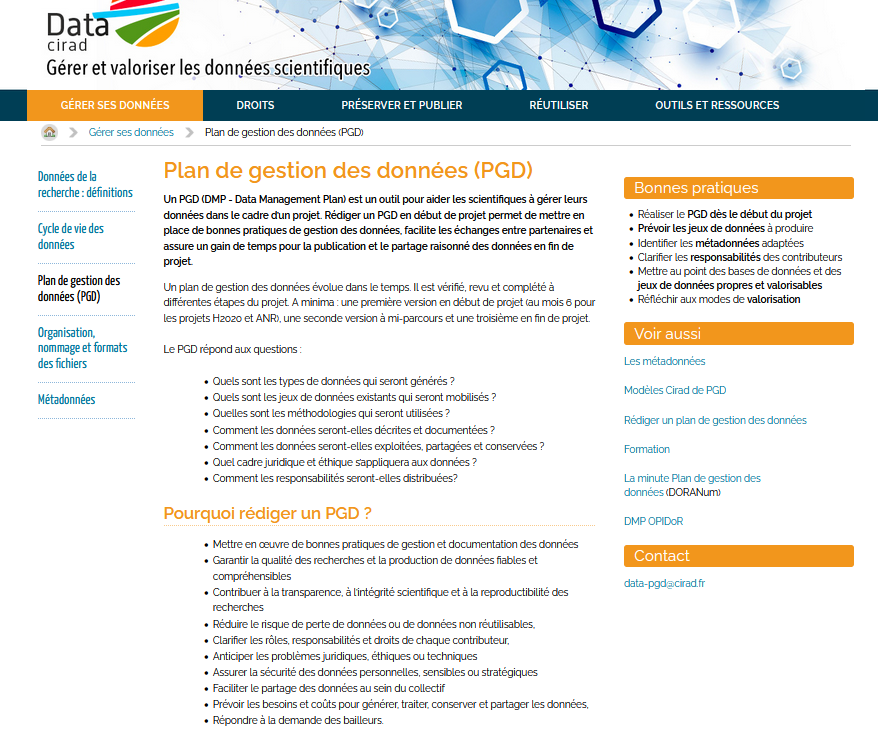 Data
cirad
Gérer et valoriser les données scientifiques
GÉRER SES DONNÉES
DROITS
PRÉSERVER ET PUBLIER
RÉUTILISER
OUTILS ET RESSOURCES
Gérer ses données
Plan de gestion des données (PGD)
Données de la
recherche : définitions
Cycle de vie des
données
Plan de gestion des
données (PGD)
Organisation,
nommage et formats
des fichiers
Métadonnées
Plan de gestion des données (PGD)
Un PGD (DMP - Data Management Plan) est un outil pour aider les scientifiques à gérer leurs
données dans le cadre d'un projet. Rédiger un PGD en début de projet permet de mettre en
place de bonnes pratiques de gestion des données, facilite les échanges entre partenaires et
assure un gain de temps pour la publication et le partage raisonné des données en fin de
projet.
Un plan de gestion des données évolue dans le temps. Il est vérifié, revu et complété à
différentes étapes du projet. A minima : une première version en début de projet (au mois 6 pour
les projets H2020 et ANR), une seconde version à mi-parcours et une troisième en fin de projet.
Le PGD répond aux questions :
• Quels sont les types de données qui seront générés ?
• Quels sont les jeux de données existants qui seront mobilisés ?
• Quelles sont les méthodologies qui seront utilisées ?
• Comment les données seront-elles décrites et documentées ?
• Comment les données seront-elles exploitées, partagées et conservées ?
• Quel cadre juridique et éthique s'appliquera aux données ?
• Comment les responsabilités seront-elles distribuées?
Pourquoi rédiger un PGD ?
• Mettre en œuvre de bonnes pratiques de gestion et documentation des données
• Garantir la qualité des recherches et la production de données fiables et
compréhensibles
• Contribuer à la transparence, à l'intégrité scientifique et à la reproductibilité des
recherches
• Réduire le risque de perte de données ou de données non réutilisables,
• Clarifier les rôles, responsabilités et droits de chaque contributeur,
• Anticiper les problèmes juridiques, éthiques ou techniques
• Assurer la sécurité des données personnelles, sensibles ou stratégiques
• Faciliter le partage des données au sein du collectif
• Prévoir les besoins et coûts pour générer, traiter, conserver et partager les données,
• Répondre à la demande des bailleurs.
Bonnes pratiques
• Réaliser le PGD dès le début du projet
• Prévoir les jeux de données à produire
• Identifier les métadonnées adaptées
• Clarifier les responsabilités des contributeurs
• Mettre au point des bases de données et des
jeux de données propres et valorisables
• Réfléchir aux modes de valorisation
Voir aussi
Les métadonnées
Modèles Cirad de PGD
Rédiger un plan de gestion des données
Formation
La minute Plan de gestion des
données (DORANum)
DMP OPIDoR
Contact
data-pgd@cirad.fr